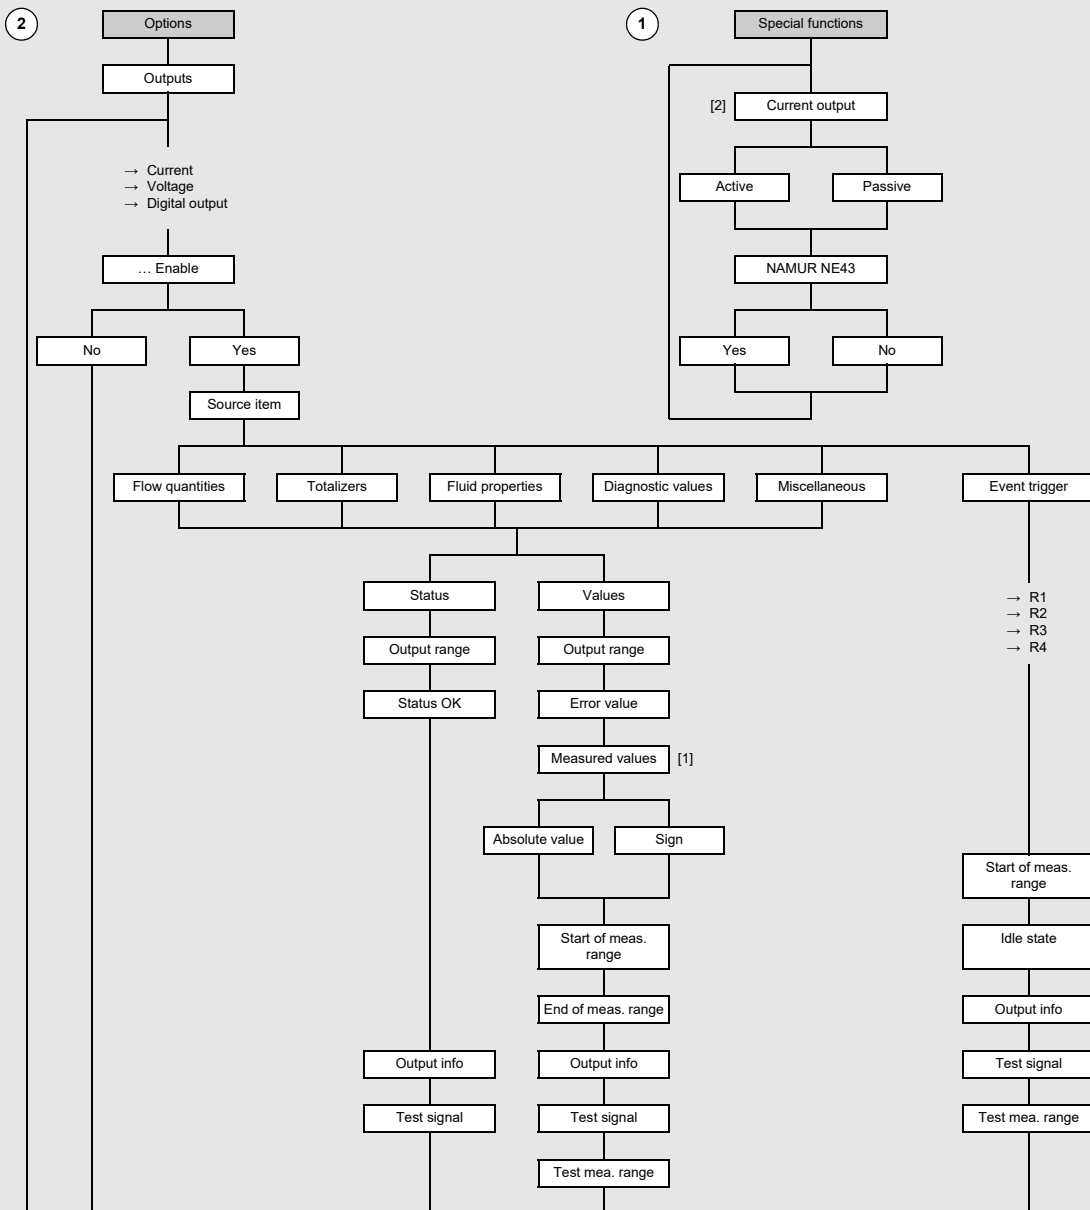 2
Options
1
Special functions
Outputs
[2]
Current output
→ Current
→ Voltage
→ Digital output
Active
Passive
… Enable
NAMUR NE43
No
Yes
Yes
No
Source item
Flow quantities
Totalizers
Fluid properties
Diagnostic values
Miscellaneous
Event trigger
Status
Values
→ R1
→ R2
→ R3
→ R4
Output range
Output range
Status OK
Error value
Measured values
[1]
Absolute value
Sign
Start of meas.
range
Start of meas.
range
Idle state
End of meas. range
Output info
Output info
Output info
Test signal
Test signal
Test signal
Test mea. range
Test mea. range